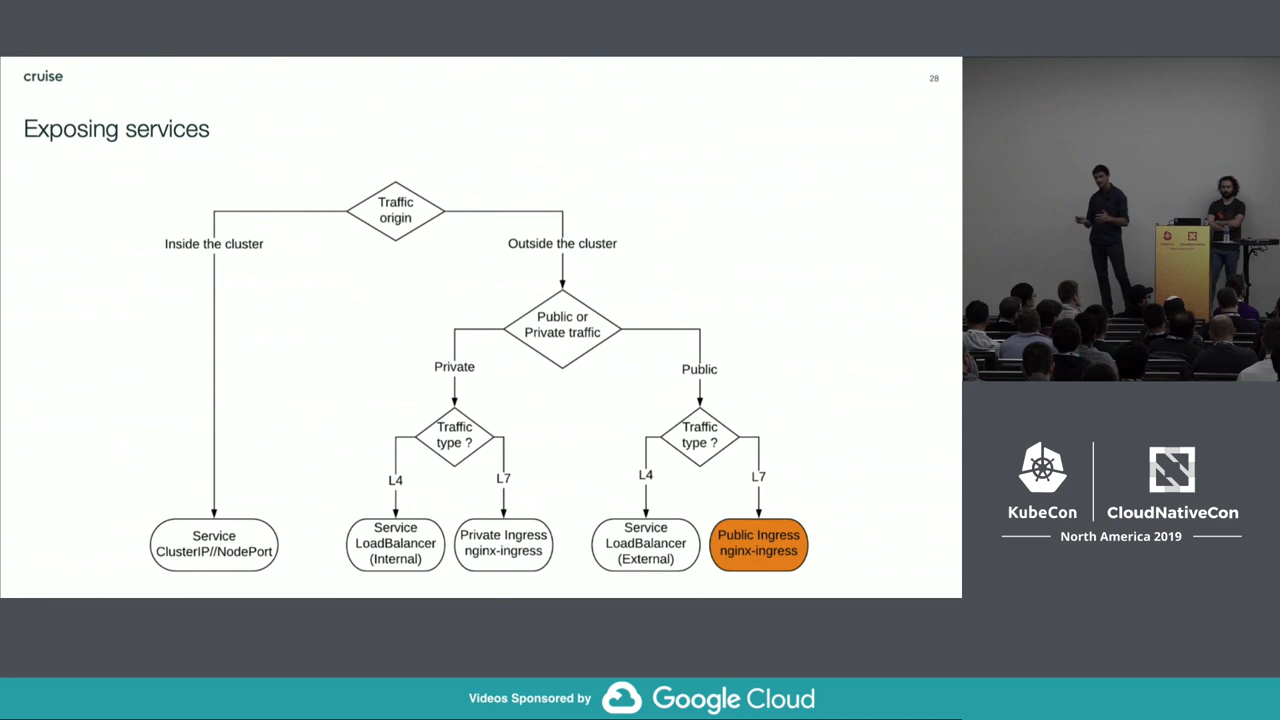 cruise
28
Exposing services
Traffic
origin
Inside the cluster
Outside the cluster
Public or
Private traffic
Private
Public
Traffic
type ?
Traffic
type ?
L4
L7
L4
L7
Service
ClusterIP//NodePort
Service
LoadBalancer
(Internal)
Private Ingress
nginx-ingress
Service
LoadBalancer
(External)
Public Ingress
nginx-ingress
KubeCon
CloudNativeCon
North America 2019
Videos Sponsored by
Google Cloud